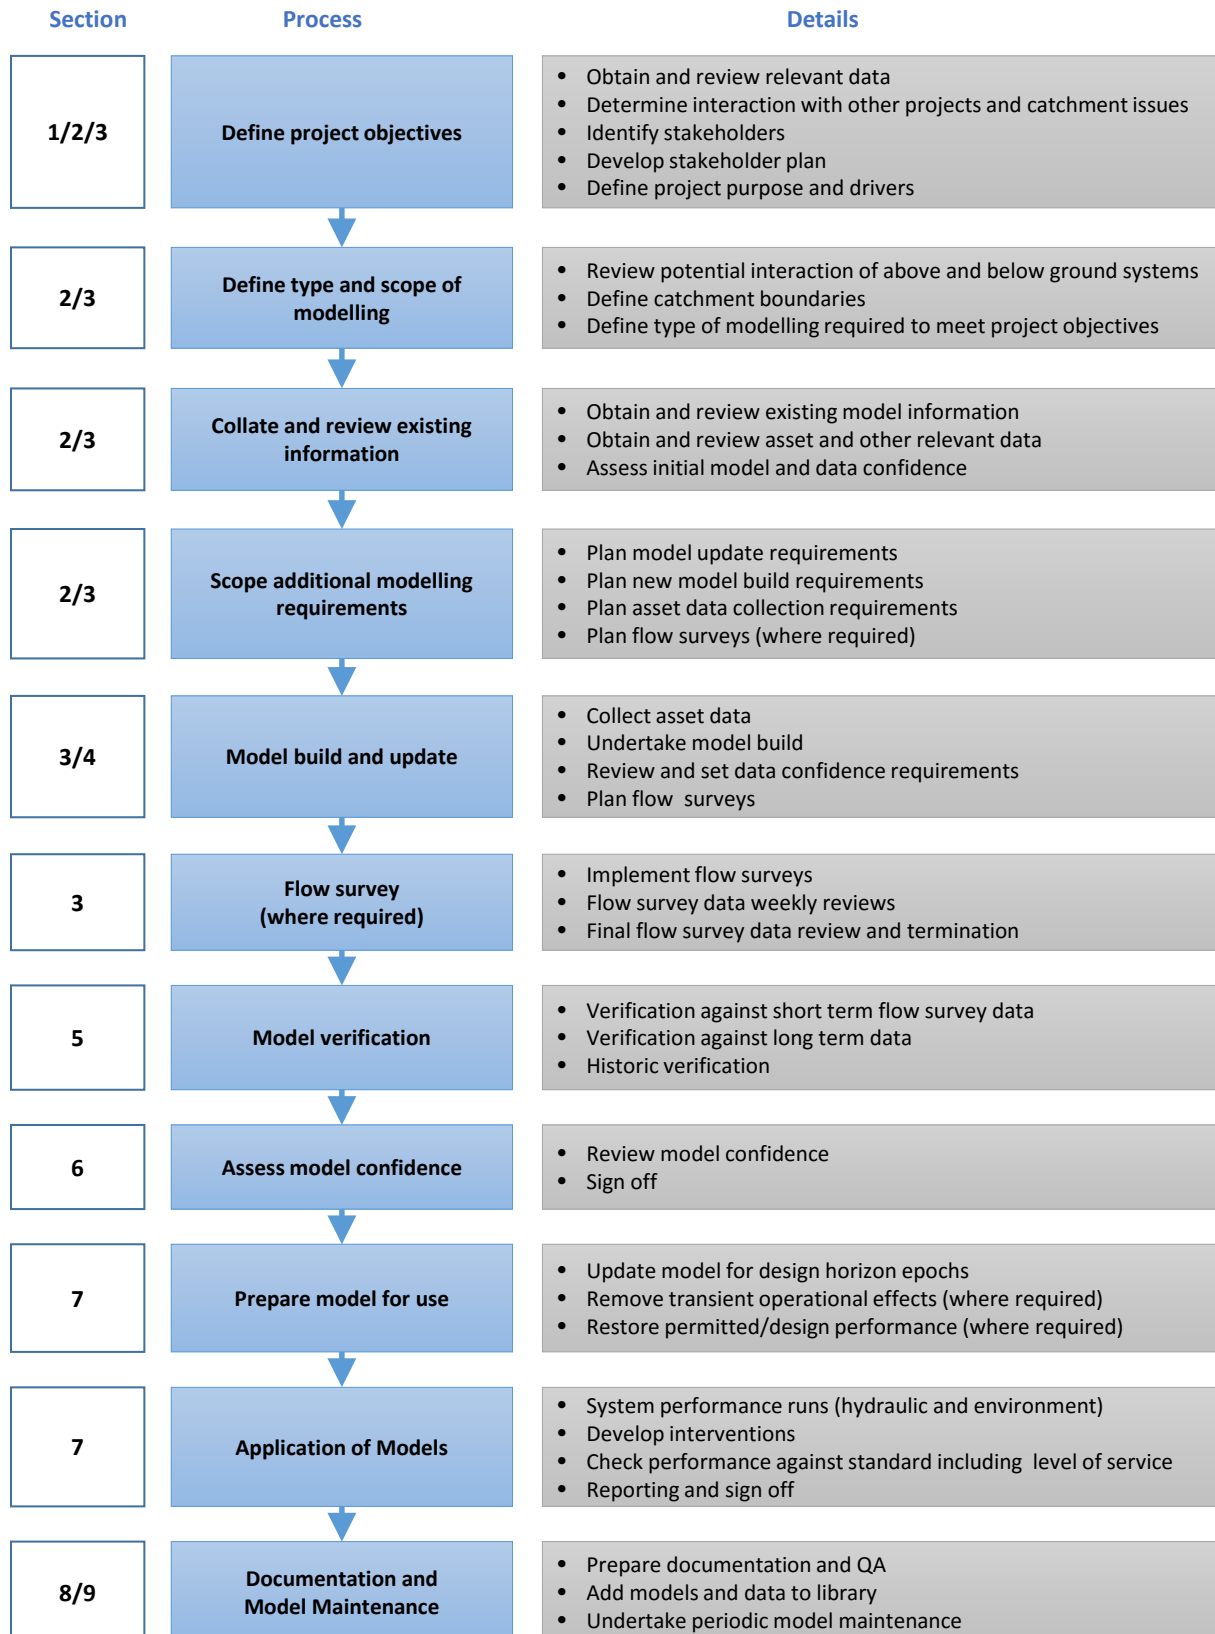 Section Process Details
1/2/3
Define project objectives
• Obtain and review relevant data
• Determine interaction with other projects and catchment issues
• Identify stakeholders
• Develop stakeholder plan
• Define project purpose and drivers
2/3
Define type and scope of
modelling
• Review potential interaction of above and below ground systems
• Define catchment boundaries
• Define type of modelling required to meet project objectives
2/3
Collate and review existing
information
• Obtain and review existing model information
• Obtain and review asset and other relevant data
• Assess initial model and data confidence
2/3
Scope additional modelling
requirements
• Plan model update requirements
• Plan new model build requirements
• Plan asset data collection requirements
• Plan flow surveys (where required)
3/4
Model build and update
• Collect asset data
• Undertake model build
• Review and set data confidence requirements
• Plan flow  surveys
3
Flow survey
(where required)
• Implement flow surveys
• Flow survey data weekly reviews
• Final flow survey data review and termination
5
Model verification
• Verification against short term flow survey data
• Verification against long term data
• Historic verification
6
Assess model confidence
• Review model confidence
• Sign off
7
Prepare model for use
• Update model for design horizon epochs
• Remove transient operational effects (where required)
• Restore permitted/design performance (where required)
7
Application of Models
• System performance runs (hydraulic and environment)
• Develop interventions
• Check performance against standard including  level of service
• Reporting and sign off
8/9
Documentation and
Model Maintenance
• Prepare documentation and QA
• Add models and data to library
• Undertake periodic model maintenance